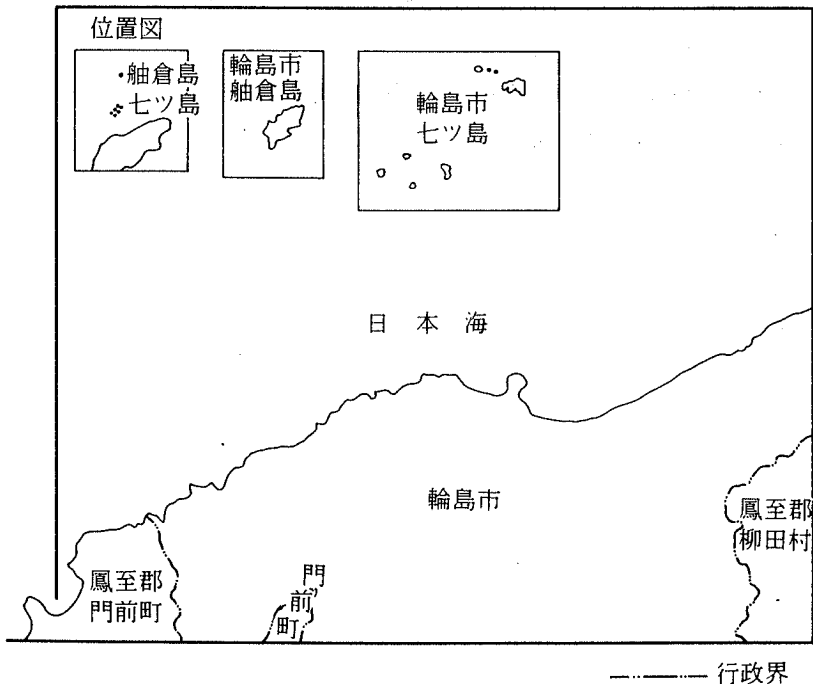 位置図
舳倉島
七ツ島
輪島市
舳倉島
輪島市
七ツ島
日本海
輪島市
鳳至郡
柳田村
鳳至郡
門前町
門
前
町
行政界